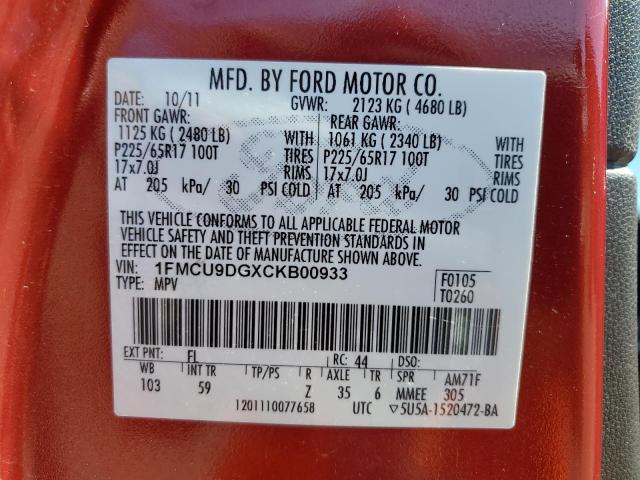 MFD. BY FORD MOTOR CO.
DATE: 10/11 GVWR: 2123 KG ( 4680 LB)
FRONT GAWR: REAR GAWR:
1125 KG ( 2480 LB) WITH 1061 KG ( 2340 LB) WITH
P225/65R17 100T TIRES P225/65R17 100T TIRES
17x7.0J RIMS 17x7.0J RIMS
AT 205 kPa/ 30 PSI COLD AT 205 kPa/ 30 PSI COLD
THIS VEHICLE CONFORMS TO ALL APPLICABLE FEDERAL MOTOR
VEHICLE SAFETY AND THEFT PREVENTION STANDARDS IN
EFFECT ON THE DATE OF MANUFACTURE SHOWN ABOVE.
VIN: 1FMCU9DGXCKB00933 F0105
TYPE: MPV T0260
EXT PNT: FL RC: 44 DSO:
WB INT TR TP/PS R AXLE TR SPR AM71F
103 59 Z 35 6 MMEE 305
1201110077658 UTC ▽5U5A-1520472-BA